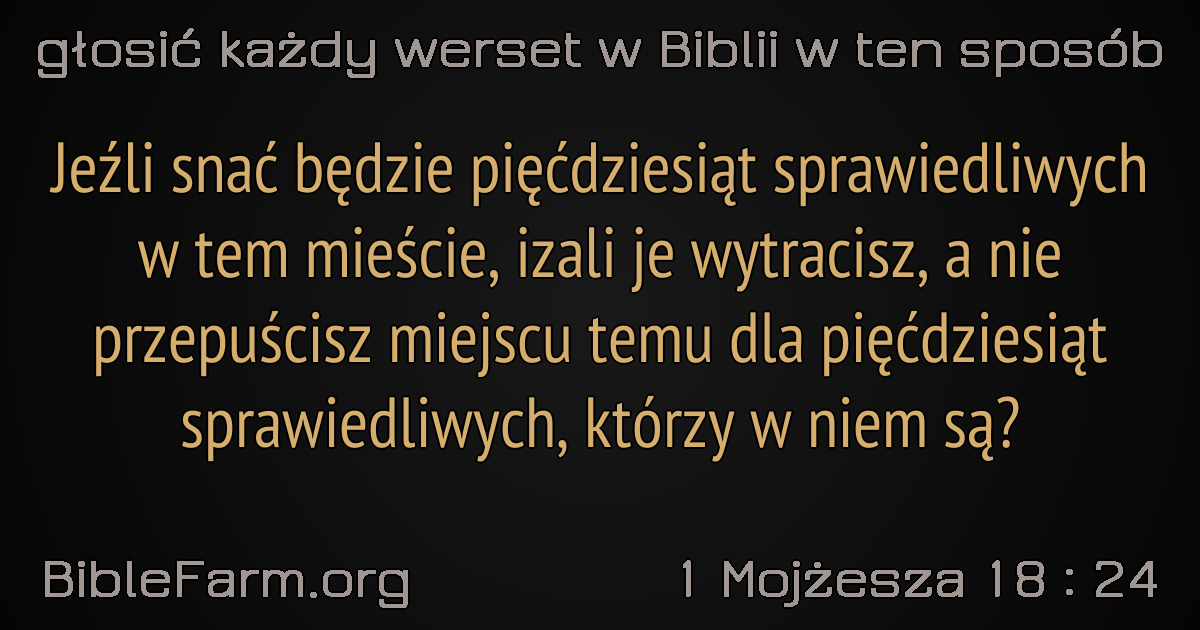 głosić każdy werset w Biblii w ten sposób
Jeźli snać będzie pięćdziesiąt sprawiedliwych
w tem mieście, izali je wytracisz, a nie
przepuścisz miejscu temu dla pięćdziesiąt
sprawiedliwych, którzy w niem są?
BibleFarm.org
1 Mojżesza 18 : 24